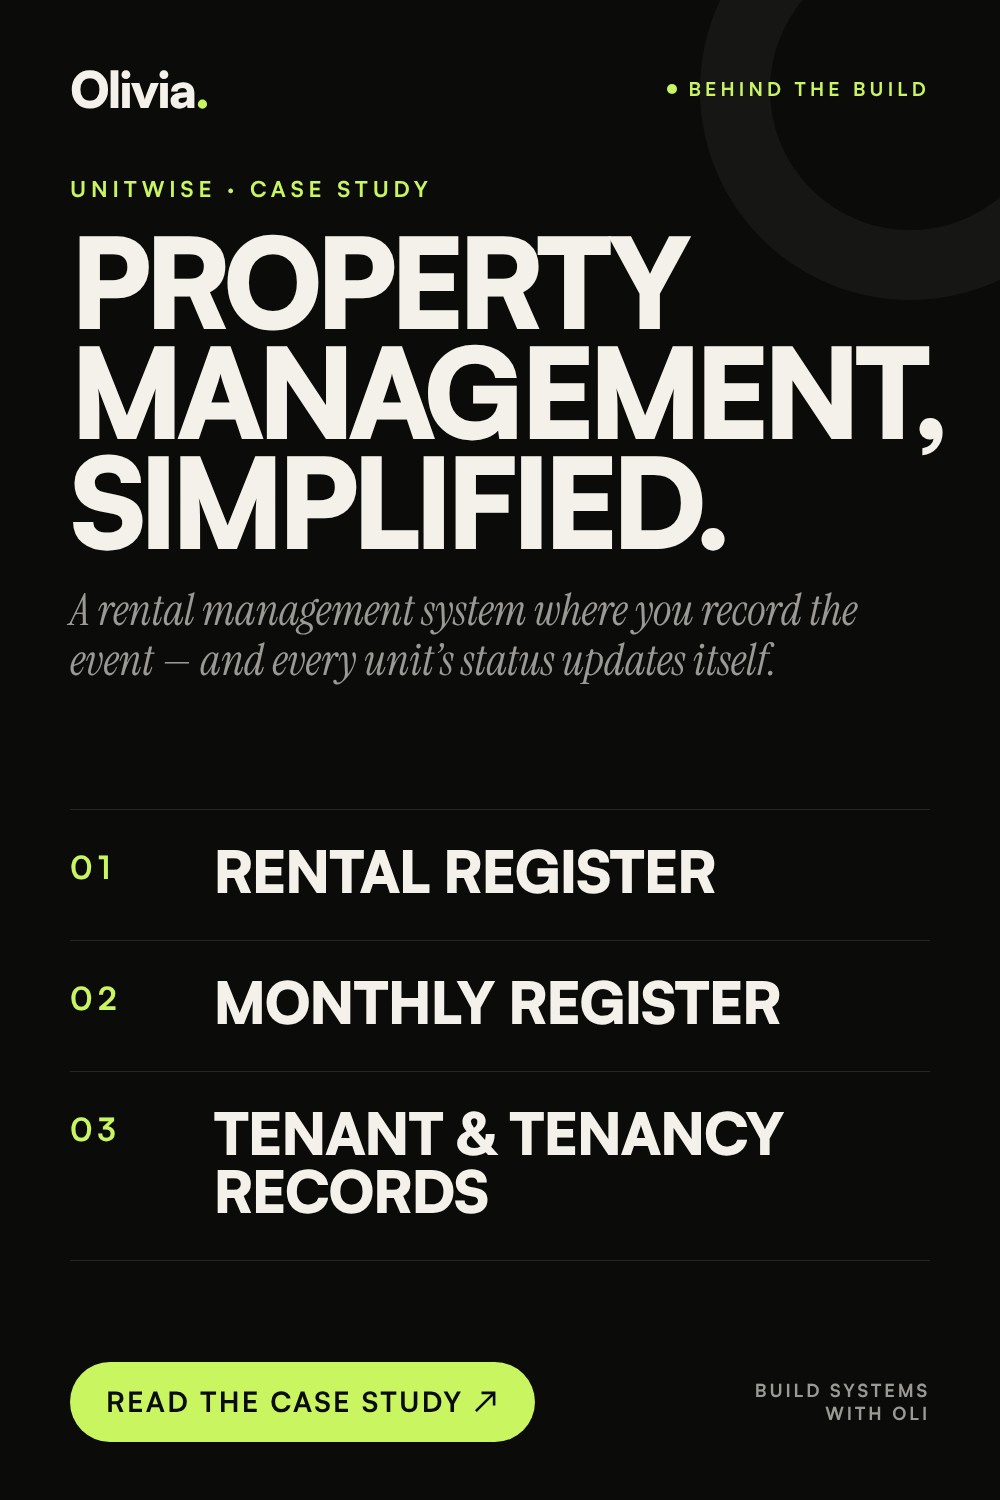 Olivia.
BEHIND THE BUILD
UNITWISE · CASE STUDY
PROPERTY
MANAGEMENT,
SIMPLIFIED.
A rental management system where you record the
event — and every unit’s status updates itself.
01 RENTAL REGISTER
02 MONTHLY REGISTER
03 TENANT & TENANCY
RECORDS
READ THE CASE STUDY ↗
BUILD SYSTEMS
WITH OLI